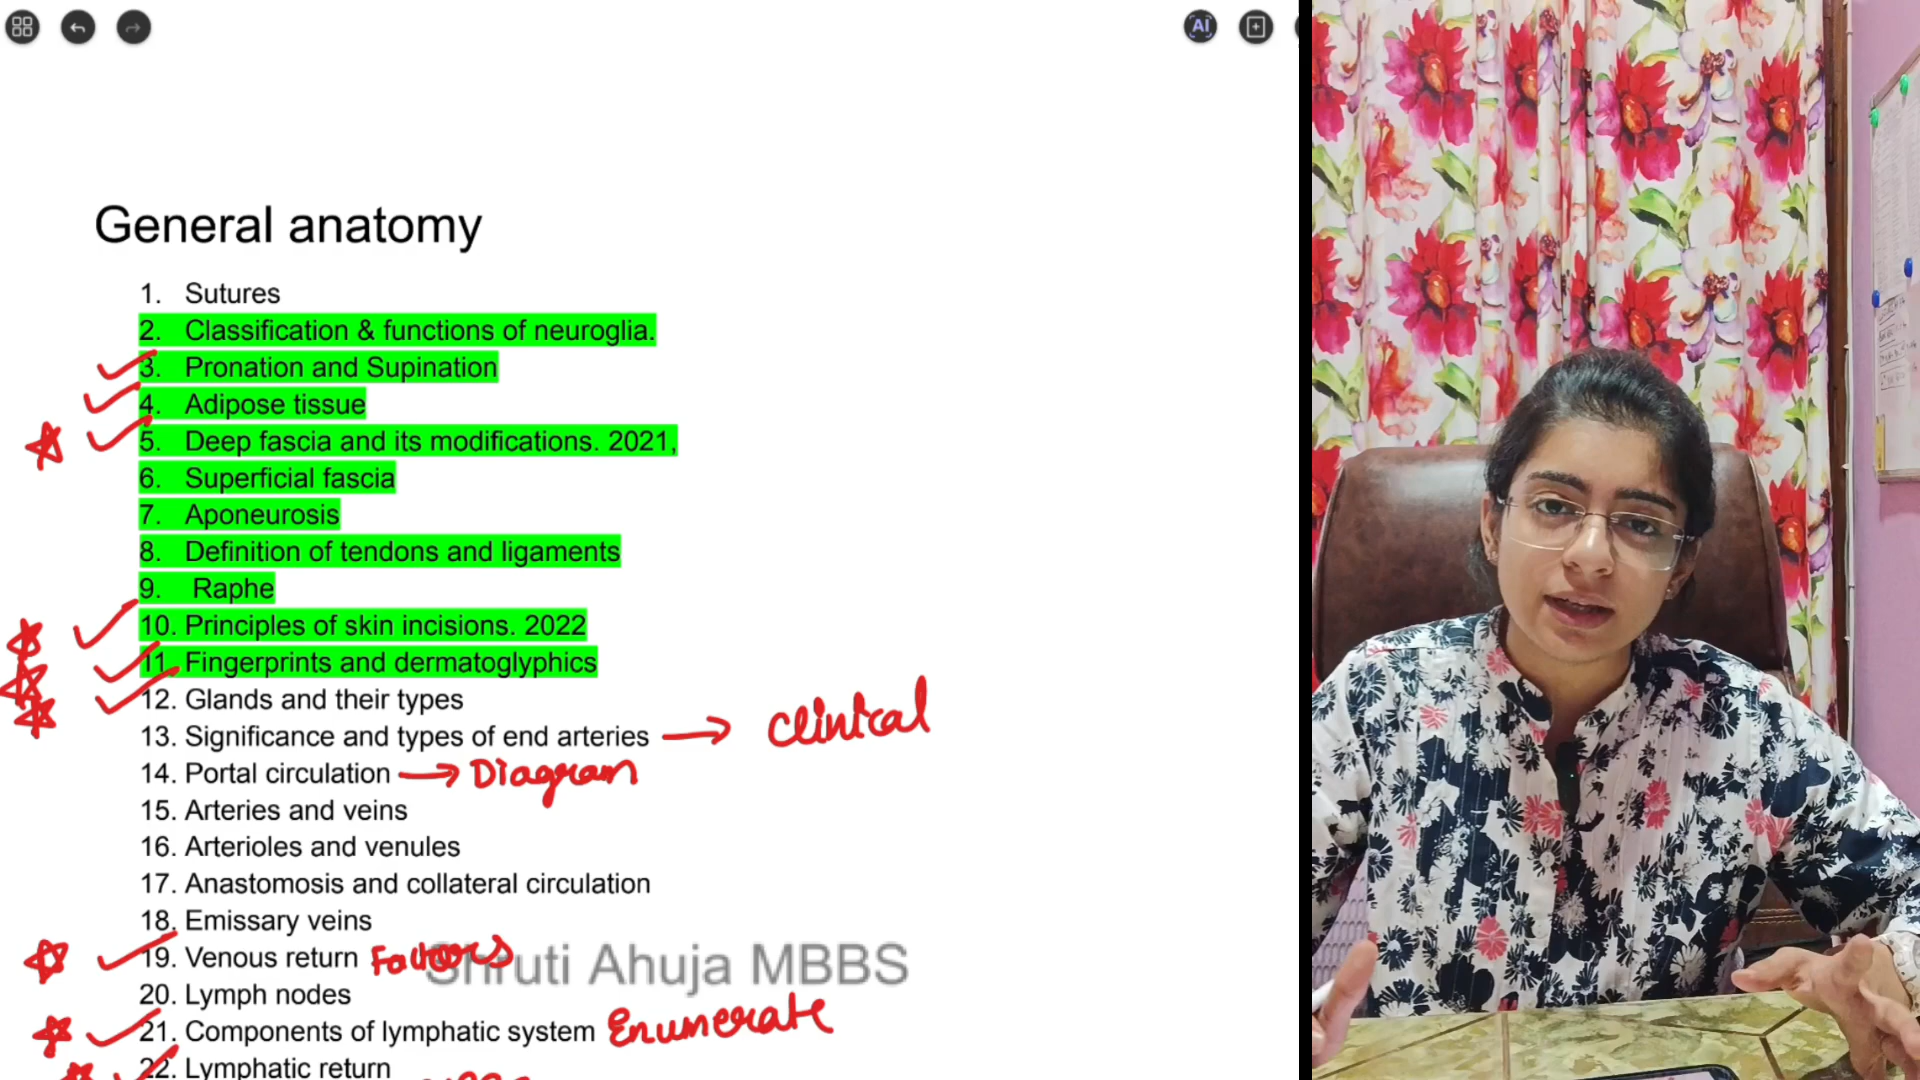 AI
General anatomy
1. Sutures
2. Classification & functions of neuroglia.
3. Pronation and Supination
4. Adipose tissue
5. Deep fascia and its modifications. 2021,
6. Superficial fascia
7. Aponeurosis
8. Definition of tendons and ligaments
9. Raphe
10. Principles of skin incisions. 2022
11. Fingerprints and dermatoglyphics
12. Glands and their types
13. Significance and types of end arteries → Clinical
14. Portal circulation → Diagram
15. Arteries and veins
16. Arterioles and venules
17. Anastomosis and collateral circulation
18. Emissary veins
19. Venous return Factors
Shruti Ahuja MBBS
20. Lymph nodes
21. Components of lymphatic system Enumerate
22. Lymphatic return